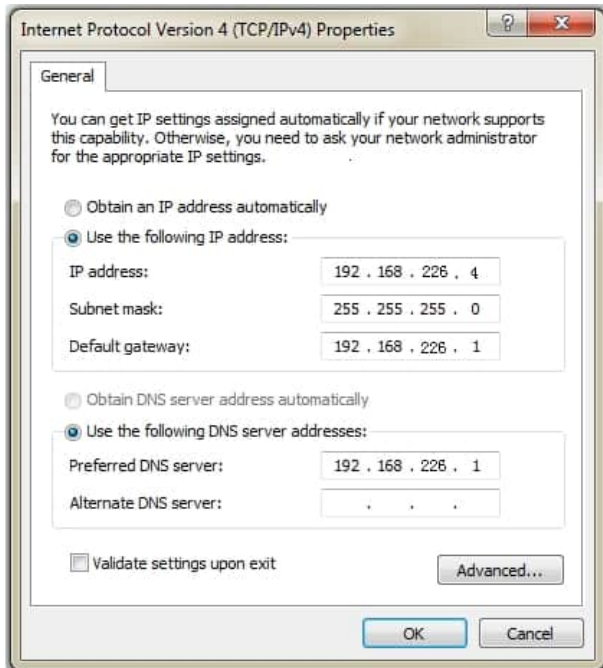 Internet Protocol Version 4 (TCP/IPv4) Properties
General
You can get IP settings assigned automatically if your network supports
this capability. Otherwise, you need to ask your network administrator
for the appropriate IP settings.
Obtain an IP address automatically
Use the following IP address:
IP address: 192 . 168 . 226 . 4
Subnet mask: 255 . 255 . 255 . 0
Default gateway: 192 . 168 . 226 . 1
Obtain DNS server address automatically
Use the following DNS server addresses:
Preferred DNS server: 192 . 168 . 226 . 1
Alternate DNS server: . . .
Validate settings upon exit
Advanced...
OK Cancel